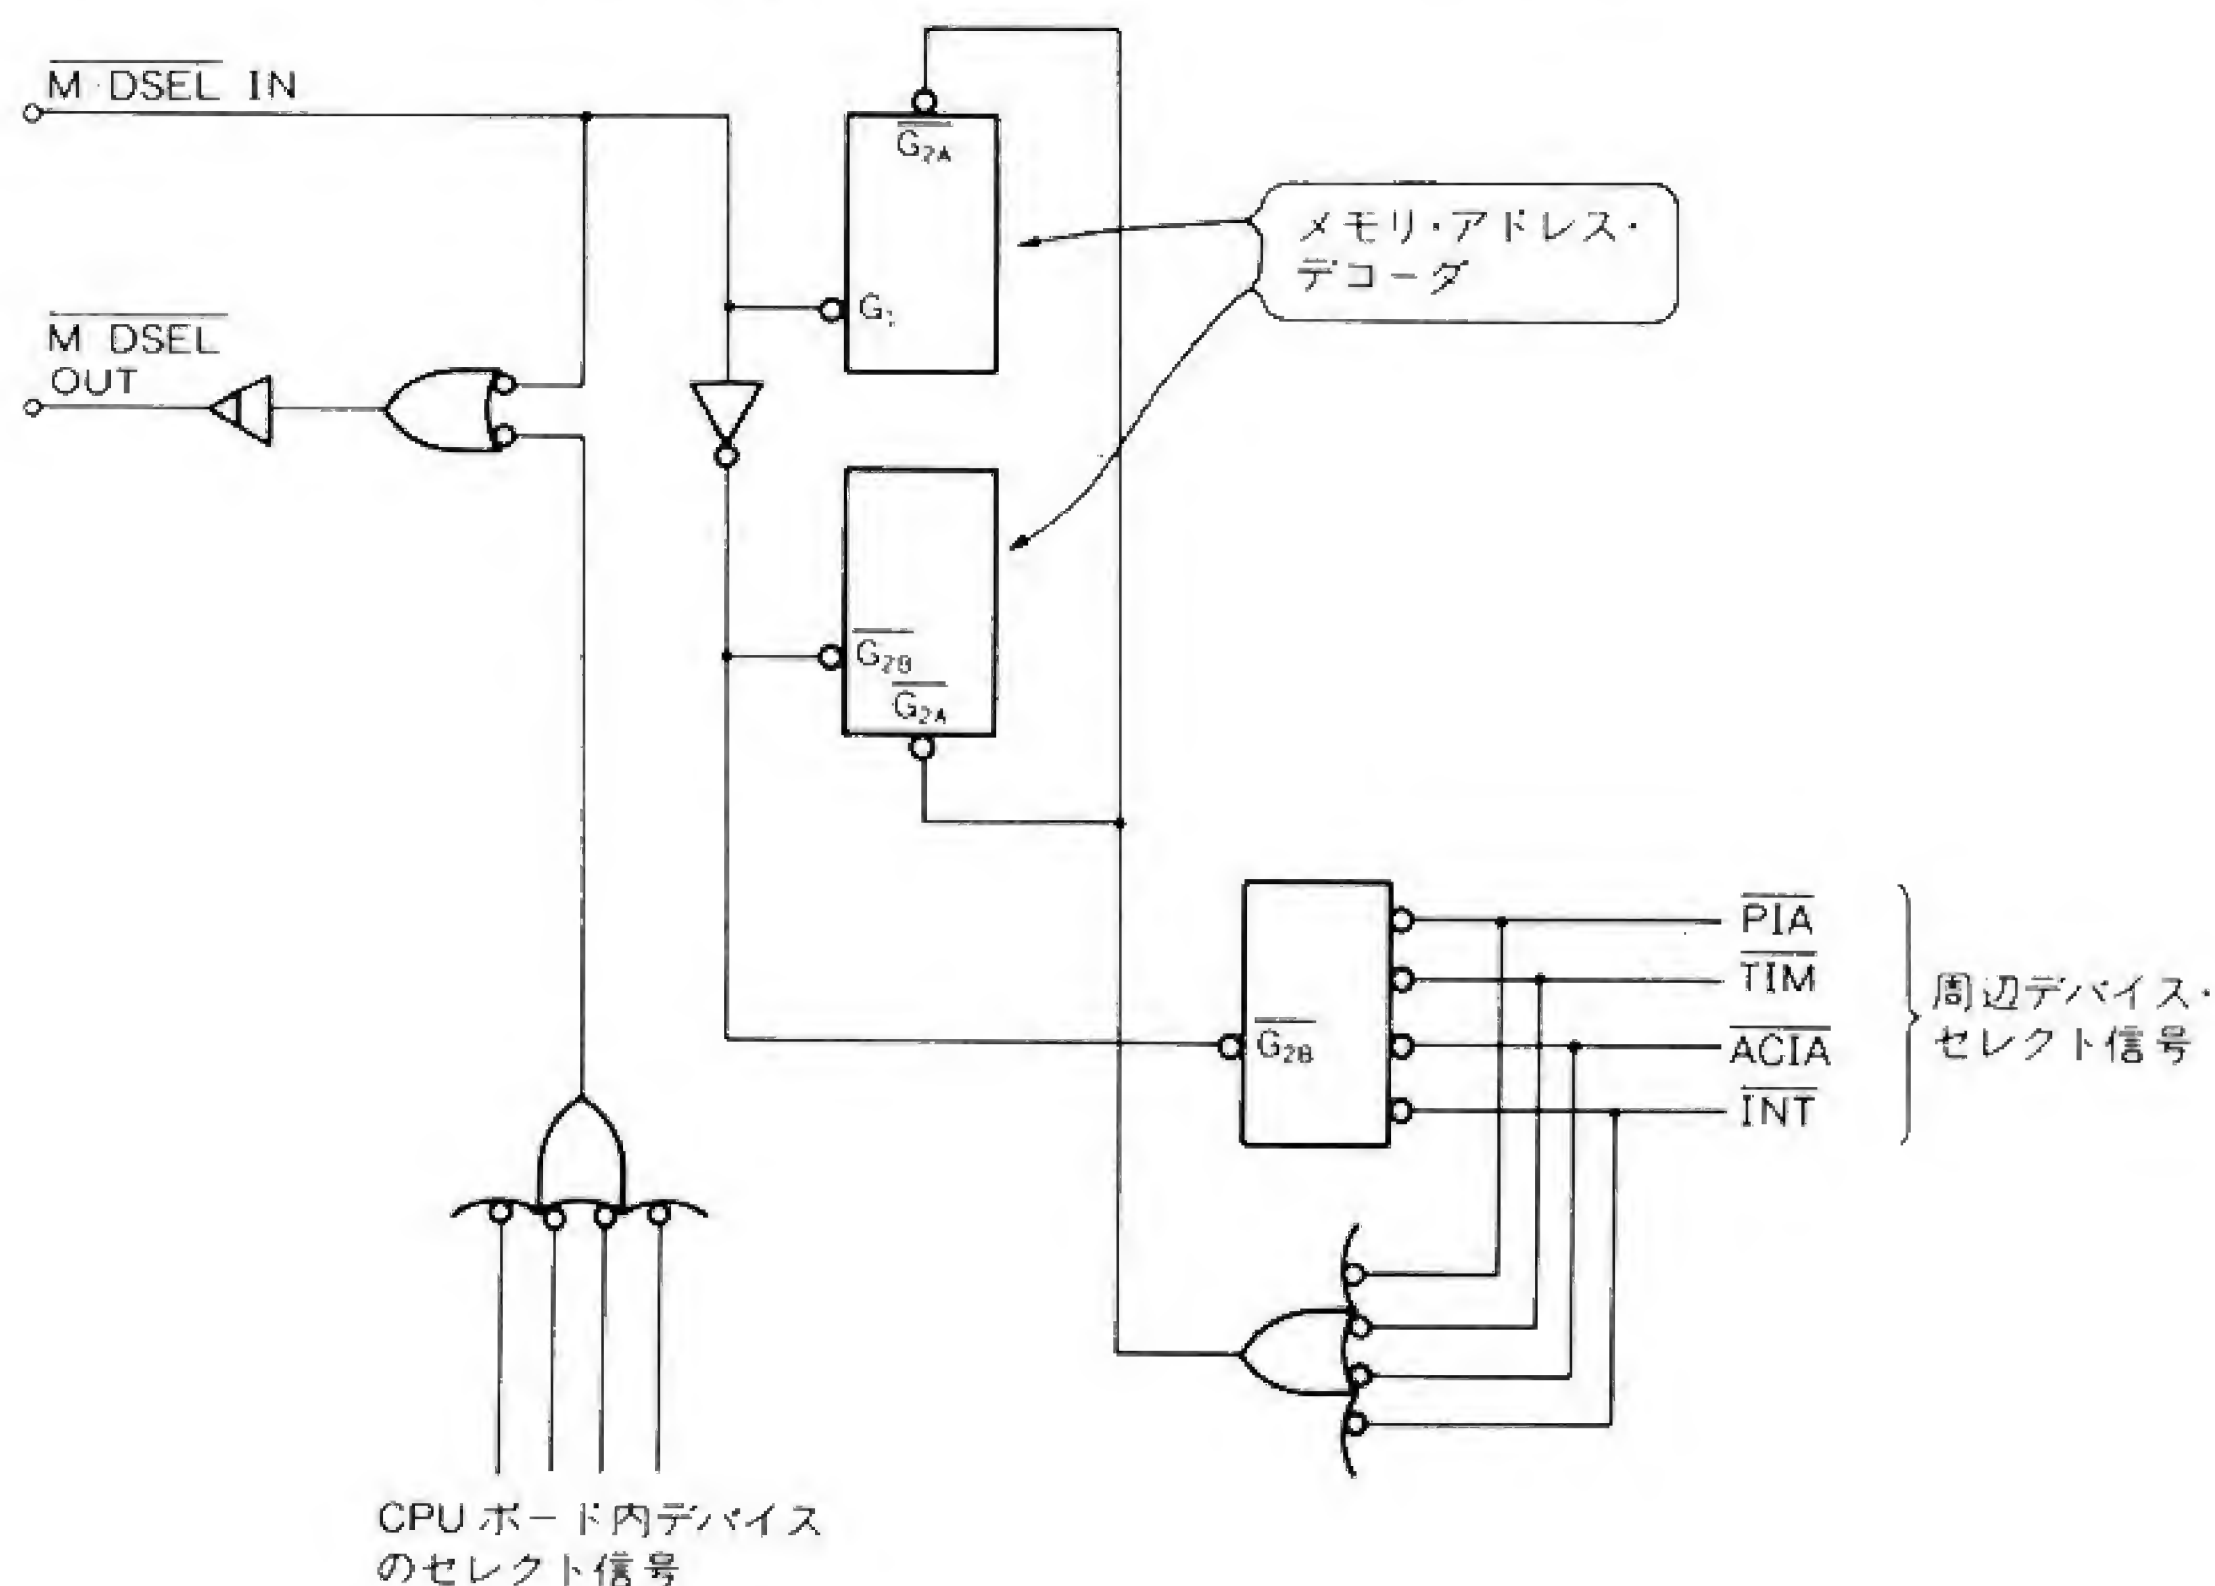 M DSEL IN
G2A
メモリ・アドレス・
デコーダ
G1
M DSEL
OUT
G2B
G2A
PIA
TIM
G2B
ACIA
INT
周辺デバイス・
セレクト信号
CPU ボード内デバイス
のセレクト信号